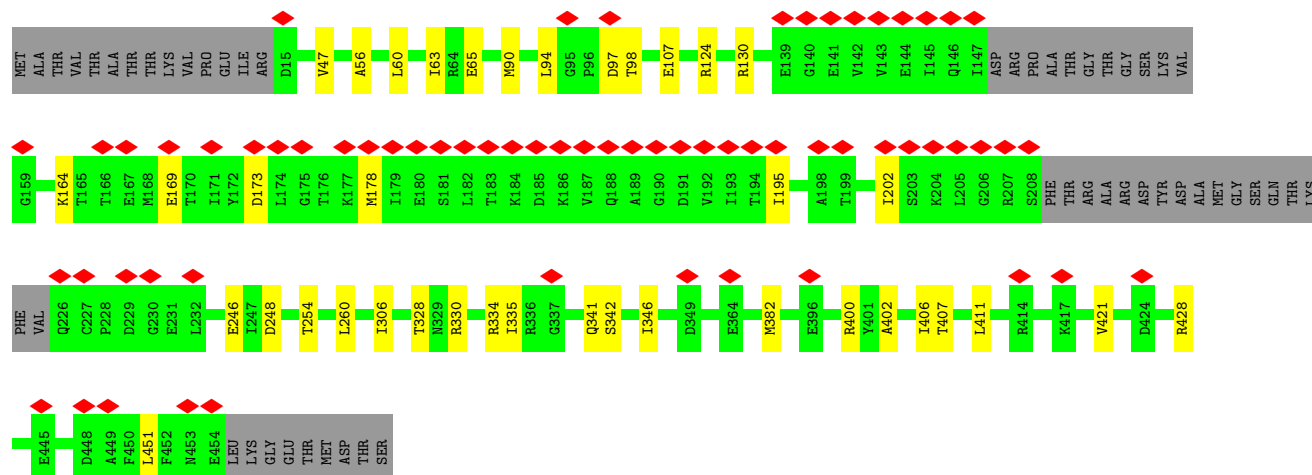 MET ALA THR VAL THR ALA THR THR LYS VAL PRO GLU ILE ARG D15 V47 A56 L60 I63 R64 E65 M90 L94 G95 P96 D97 T98 E107 R124 R130 E139 G140 E141 V142 V143 E144 I145 Q146 I147 ASP ARG PRO ALA THR GLY THR GLY SER LYS VAL
G159 K164 T165 T166 E167 M168 E169 T170 I171 Y172 D173 L174 G175 T176 K177 M178 I179 E180 S181 L182 T183 K184 D185 K186 V187 Q188 A189 G190 D191 V192 I193 T194 I195 A198 T199 I202 S203 K204 L205 G206 R207 S208 PHE THR ARG ALA ARG ASP TYR ASP ALA MET GLY SER GLN THR LYS
PHE VAL Q226 C227 P228 D229 G230 E231 L232 E246 I247 D248 T254 L260 I306 T328 N329 R330 R334 I335 R336 G337 Q341 S342 I346 D349 E364 M382 E396 R400 Y401 A402 I406 T407 L411 R414 K417 V421 D424 R428
E445 D448 A449 F450 L451 F452 N453 E454 LEU LYS GLY GLU THR MET ASP THR SER